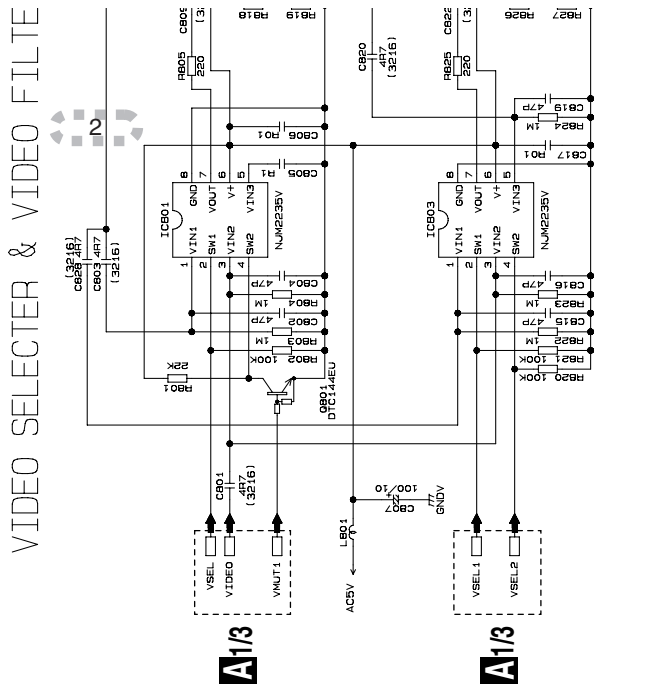 VIDEO SELECTER & VIDEO FILTE
2
R818
R819
R805
220
C820
4R7
(3216)
R826
R827
R825
220
C819
47P
R824
1M
C806
R01
C817
R01
C805
R1
8 7 6 5
GND
VOUT
V+
VIN3
IC801
NJM2235V
VIN1
SW1
VIN2
SW2
1 2 3 4
8 7 6 5
GND
VOUT
V+
VIN3
IC803
NJM2235V
VIN1
SW1
VIN2
SW2
1 2 3 4
(3216)
C828 4R7
C803 4R7
(3216)
C804
47P
R804
1M
C802
47P
R803
1M
R802
100K
C816
47P
R823
1M
C815
47P
R822
1M
R821
100K
R820
100K
22K
R801
Q801
DTC144EU
C801
4R7
(3216)
100/10
C807
+
GNDV
L801
AC5V
VSEL
VIDEO
VMUT1
VSEL1
VSEL2
A 1/3
A 1/3